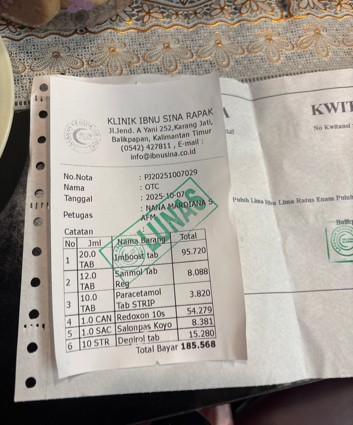 KLINIK IBNU SINA RAPAK
Jl.Jend. A Yani 252,Karang Jati,
Balikpapan, Kalimantan Timur
(0542) 427811 , E-mail :
info@ibnusina.co.id
No.Nota : PJ20251007029
Nama : OTC
Tanggal : 2025-10-07
Petugas : NANA MARDIANA S
AFM.
Catatan :
LUNAS
No Jml Nama Barang Total
1 20.0 TAB Imboost tab 95.720
2 12.0 TAB Sanmol Tab Reg 8.088
3 10.0 TAB Paracetamol Tab STRIP 3.820
4 1.0 CAN Redoxon 10s 54.279
5 1.0 SAC Salonpas Koyo 8.381
6 10 STR Degirol tab 15.280
Total Bayar 185.568
KWIT
No Kwitansi
Puluh Lima Ribu Lima Ratus Enam Puluh